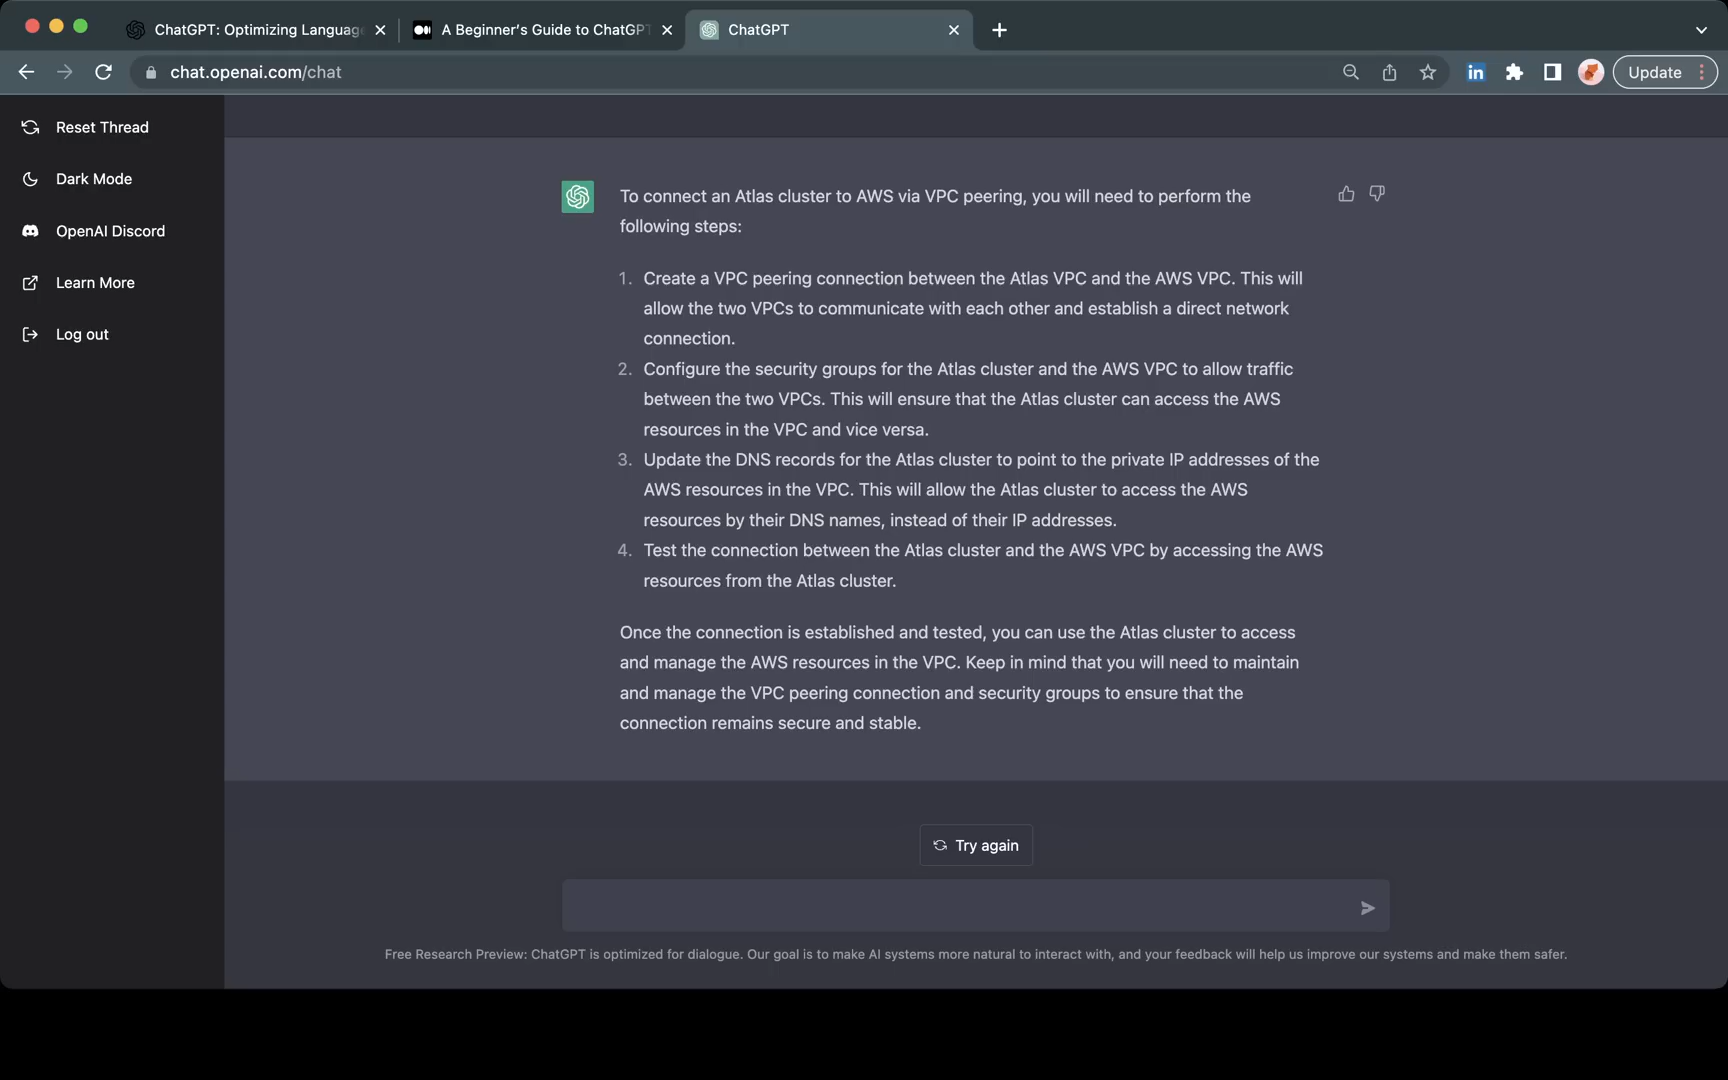 ChatGPT: Optimizing Language
A Beginner's Guide to ChatGPT
ChatGPT
chat.openai.com/chat
in
Update
Reset Thread
Dark Mode
OpenAI Discord
Learn More
Log out
To connect an Atlas cluster to AWS via VPC peering, you will need to perform the
following steps:
1. Create a VPC peering connection between the Atlas VPC and the AWS VPC. This will
allow the two VPCs to communicate with each other and establish a direct network
connection.
2. Configure the security groups for the Atlas cluster and the AWS VPC to allow traffic
between the two VPCs. This will ensure that the Atlas cluster can access the AWS
resources in the VPC and vice versa.
3. Update the DNS records for the Atlas cluster to point to the private IP addresses of the
AWS resources in the VPC. This will allow the Atlas cluster to access the AWS
resources by their DNS names, instead of their IP addresses.
4. Test the connection between the Atlas cluster and the AWS VPC by accessing the AWS
resources from the Atlas cluster.
Once the connection is established and tested, you can use the Atlas cluster to access
and manage the AWS resources in the VPC. Keep in mind that you will need to maintain
and manage the VPC peering connection and security groups to ensure that the
connection remains secure and stable.
Try again
Free Research Preview: ChatGPT is optimized for dialogue. Our goal is to make AI systems more natural to interact with, and your feedback will help us improve our systems and make them safer.